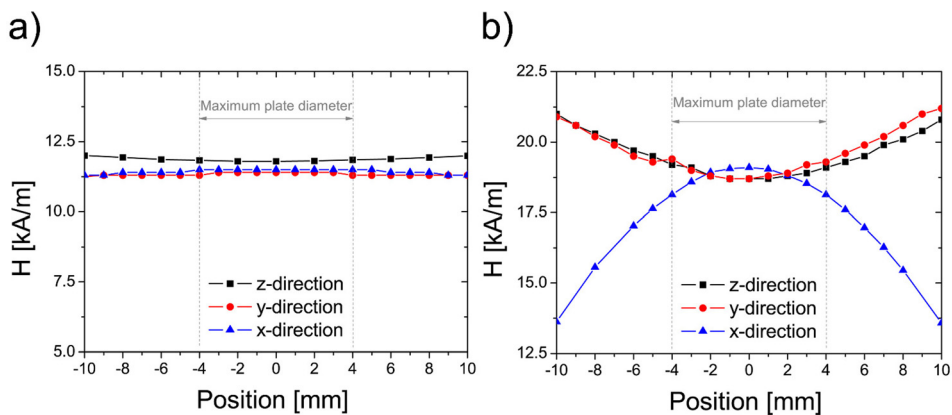 a)
H [kA/m]
15.0
12.5
10.0
7.5
5.0
Maximum plate diameter
z-direction
y-direction
x-direction
-10 -8 -6 -4 -2 0 2 4 6 8 10
Position [mm]
b)
H [kA/m]
22.5
20.0
17.5
15.0
12.5
Maximum plate diameter
z-direction
y-direction
x-direction
-10 -8 -6 -4 -2 0 2 4 6 8 10
Position [mm]